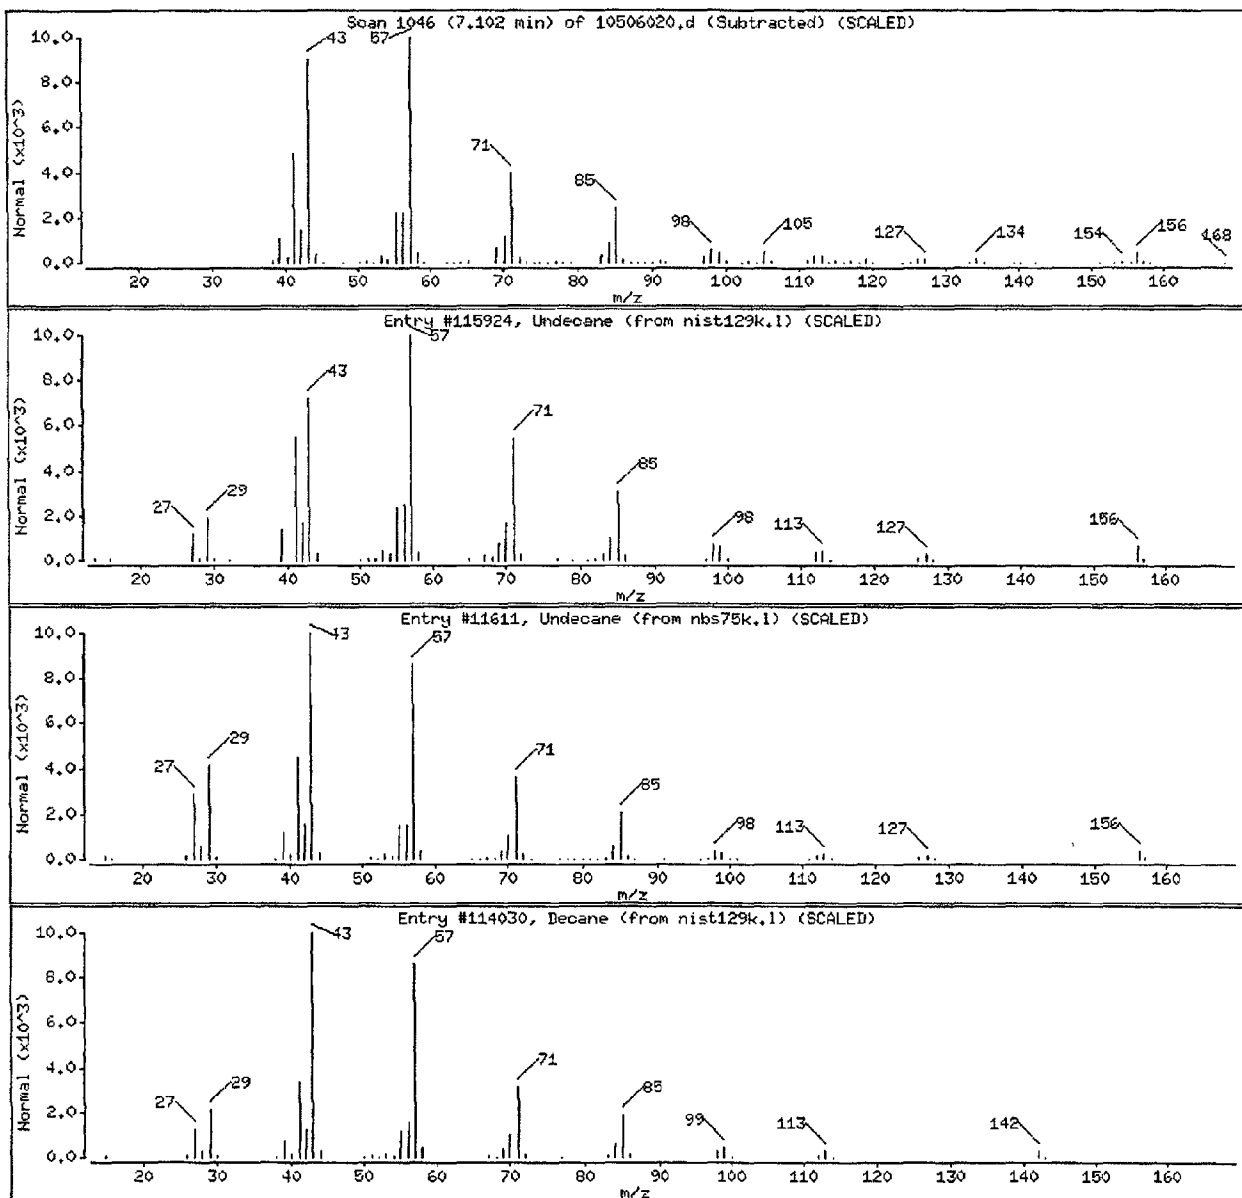 Scan 1046 (7.102 min) of 10506020.d (Subtracted) (SCALED)
Normal (x10^3)
10.0
8.0
6.0
4.0
2.0
0.0
43 57 71 85 98 105 127 134 154 156 168
20 30 40 50 60 70 80 90 100 110 120 130 140 150 160
m/z
Entry #115924, Undecane (from nist129k.l) (SCALED)
Normal (x10^3)
10.0
8.0
6.0
4.0
2.0
0.0
27 29 43 57 71 85 98 113 127 156
20 30 40 50 60 70 80 90 100 110 120 130 140 150 160
m/z
Entry #11611, Undecane (from nbs75k.l) (SCALED)
Normal (x10^3)
10.0
8.0
6.0
4.0
2.0
0.0
27 29 43 57 71 85 98 113 127 156
20 30 40 50 60 70 80 90 100 110 120 130 140 150 160
m/z
Entry #114030, Decane (from nist129k.l) (SCALED)
Normal (x10^3)
10.0
8.0
6.0
4.0
2.0
0.0
27 29 43 57 71 85 99 113 142
20 30 40 50 60 70 80 90 100 110 120 130 140 150 160
m/z